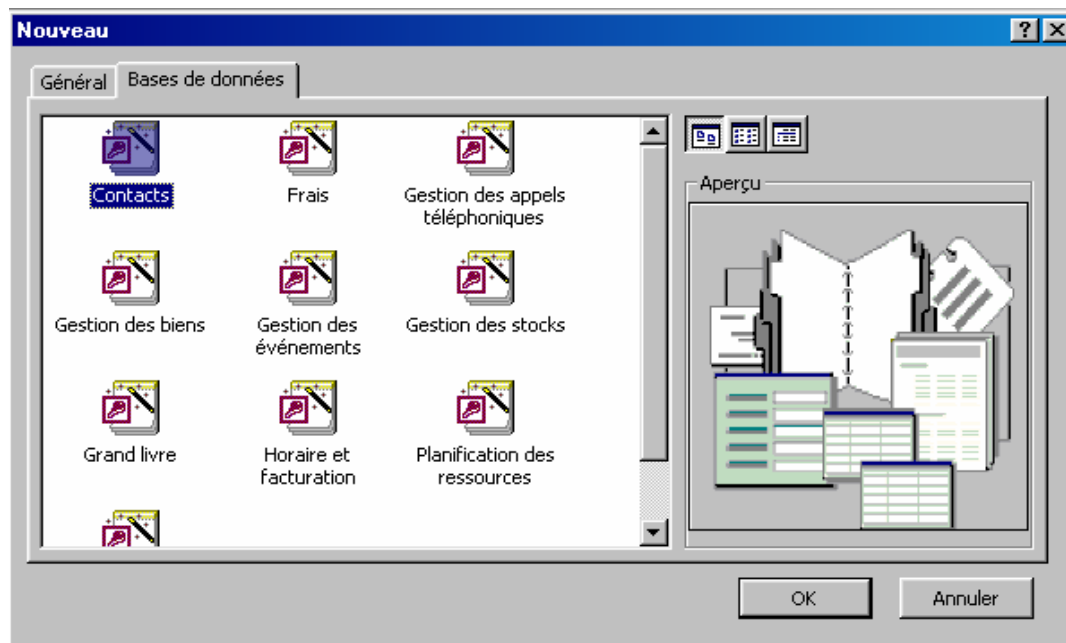 Nouveau
Général
Bases de données
Contacts
Frais
Gestion des appels
téléphoniques
Gestion des biens
Gestion des
événements
Gestion des stocks
Grand livre
Horaire et
facturation
Planification des
ressources
Aperçu
OK
Annuler